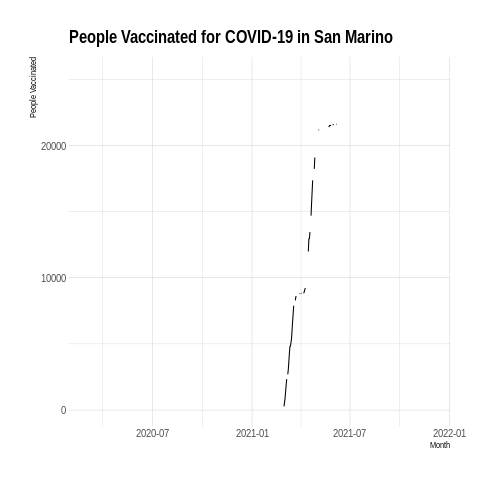 People Vaccinated for COVID-19 in San Marino
People Vaccinated
20000
10000
0
2020-07
2021-01
2021-07
2022-01
Month